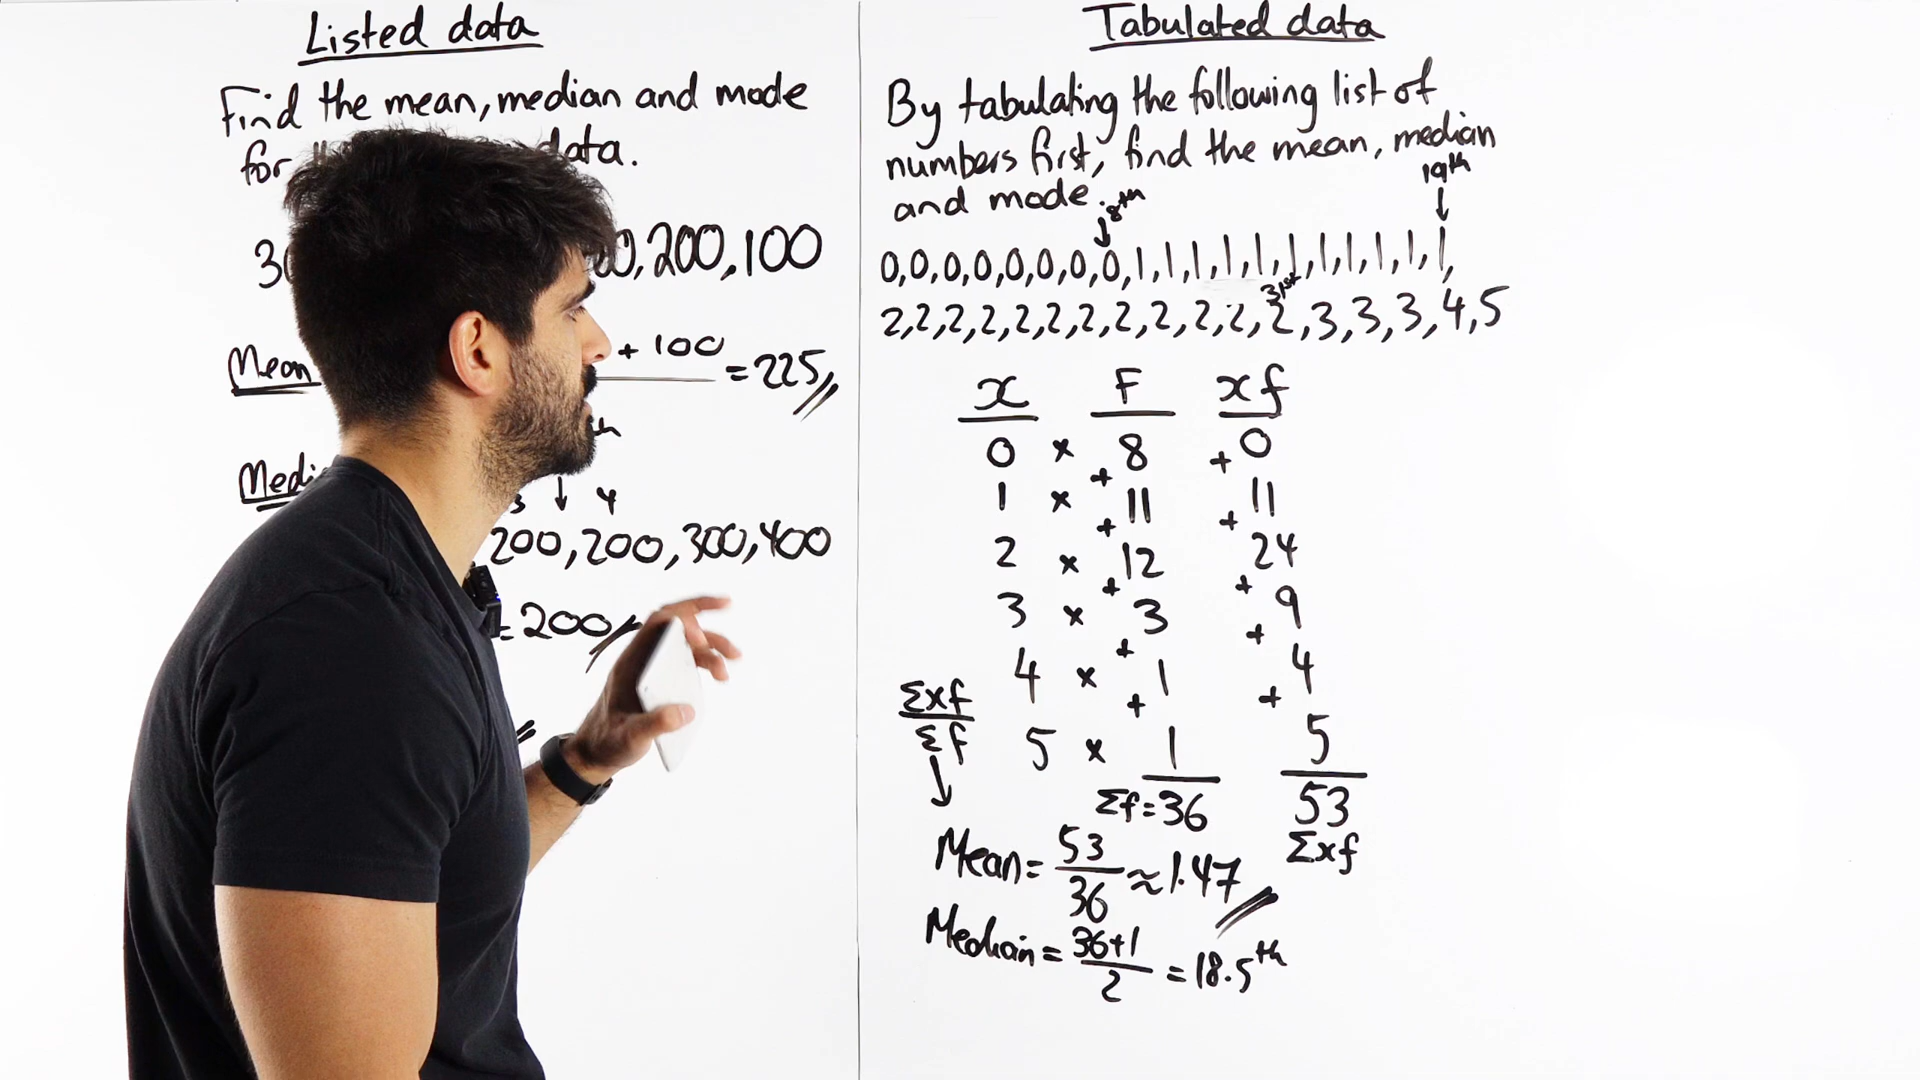 Listed data
Find the mean, median and mode
for data.
0,200,100
Mean + 100 = 225
4
200,200,300,400
= 200
Tabulated data
By tabulating the following list of
numbers first, find the mean, median
19th
and mode. 8th
0,0,0,0,0,0,0,0,1,1,1,1,1,1,1,1,1,1,1,
31st
2,2,2,2,2,2,2,2,2,2,2,2,3,3,3,4,5
x F xf
0 × 8 + 0
+
1 × 11 + 11
+
2 × 12 + 24
+
3 × 3 + 9
+
4 × 1 + 4
+
5 × 1 5
Σxf
Σf
Σf=36 53
Σxf
Mean = 53/36 ≈ 1.47
Median = 36+1/2 = 18.5th